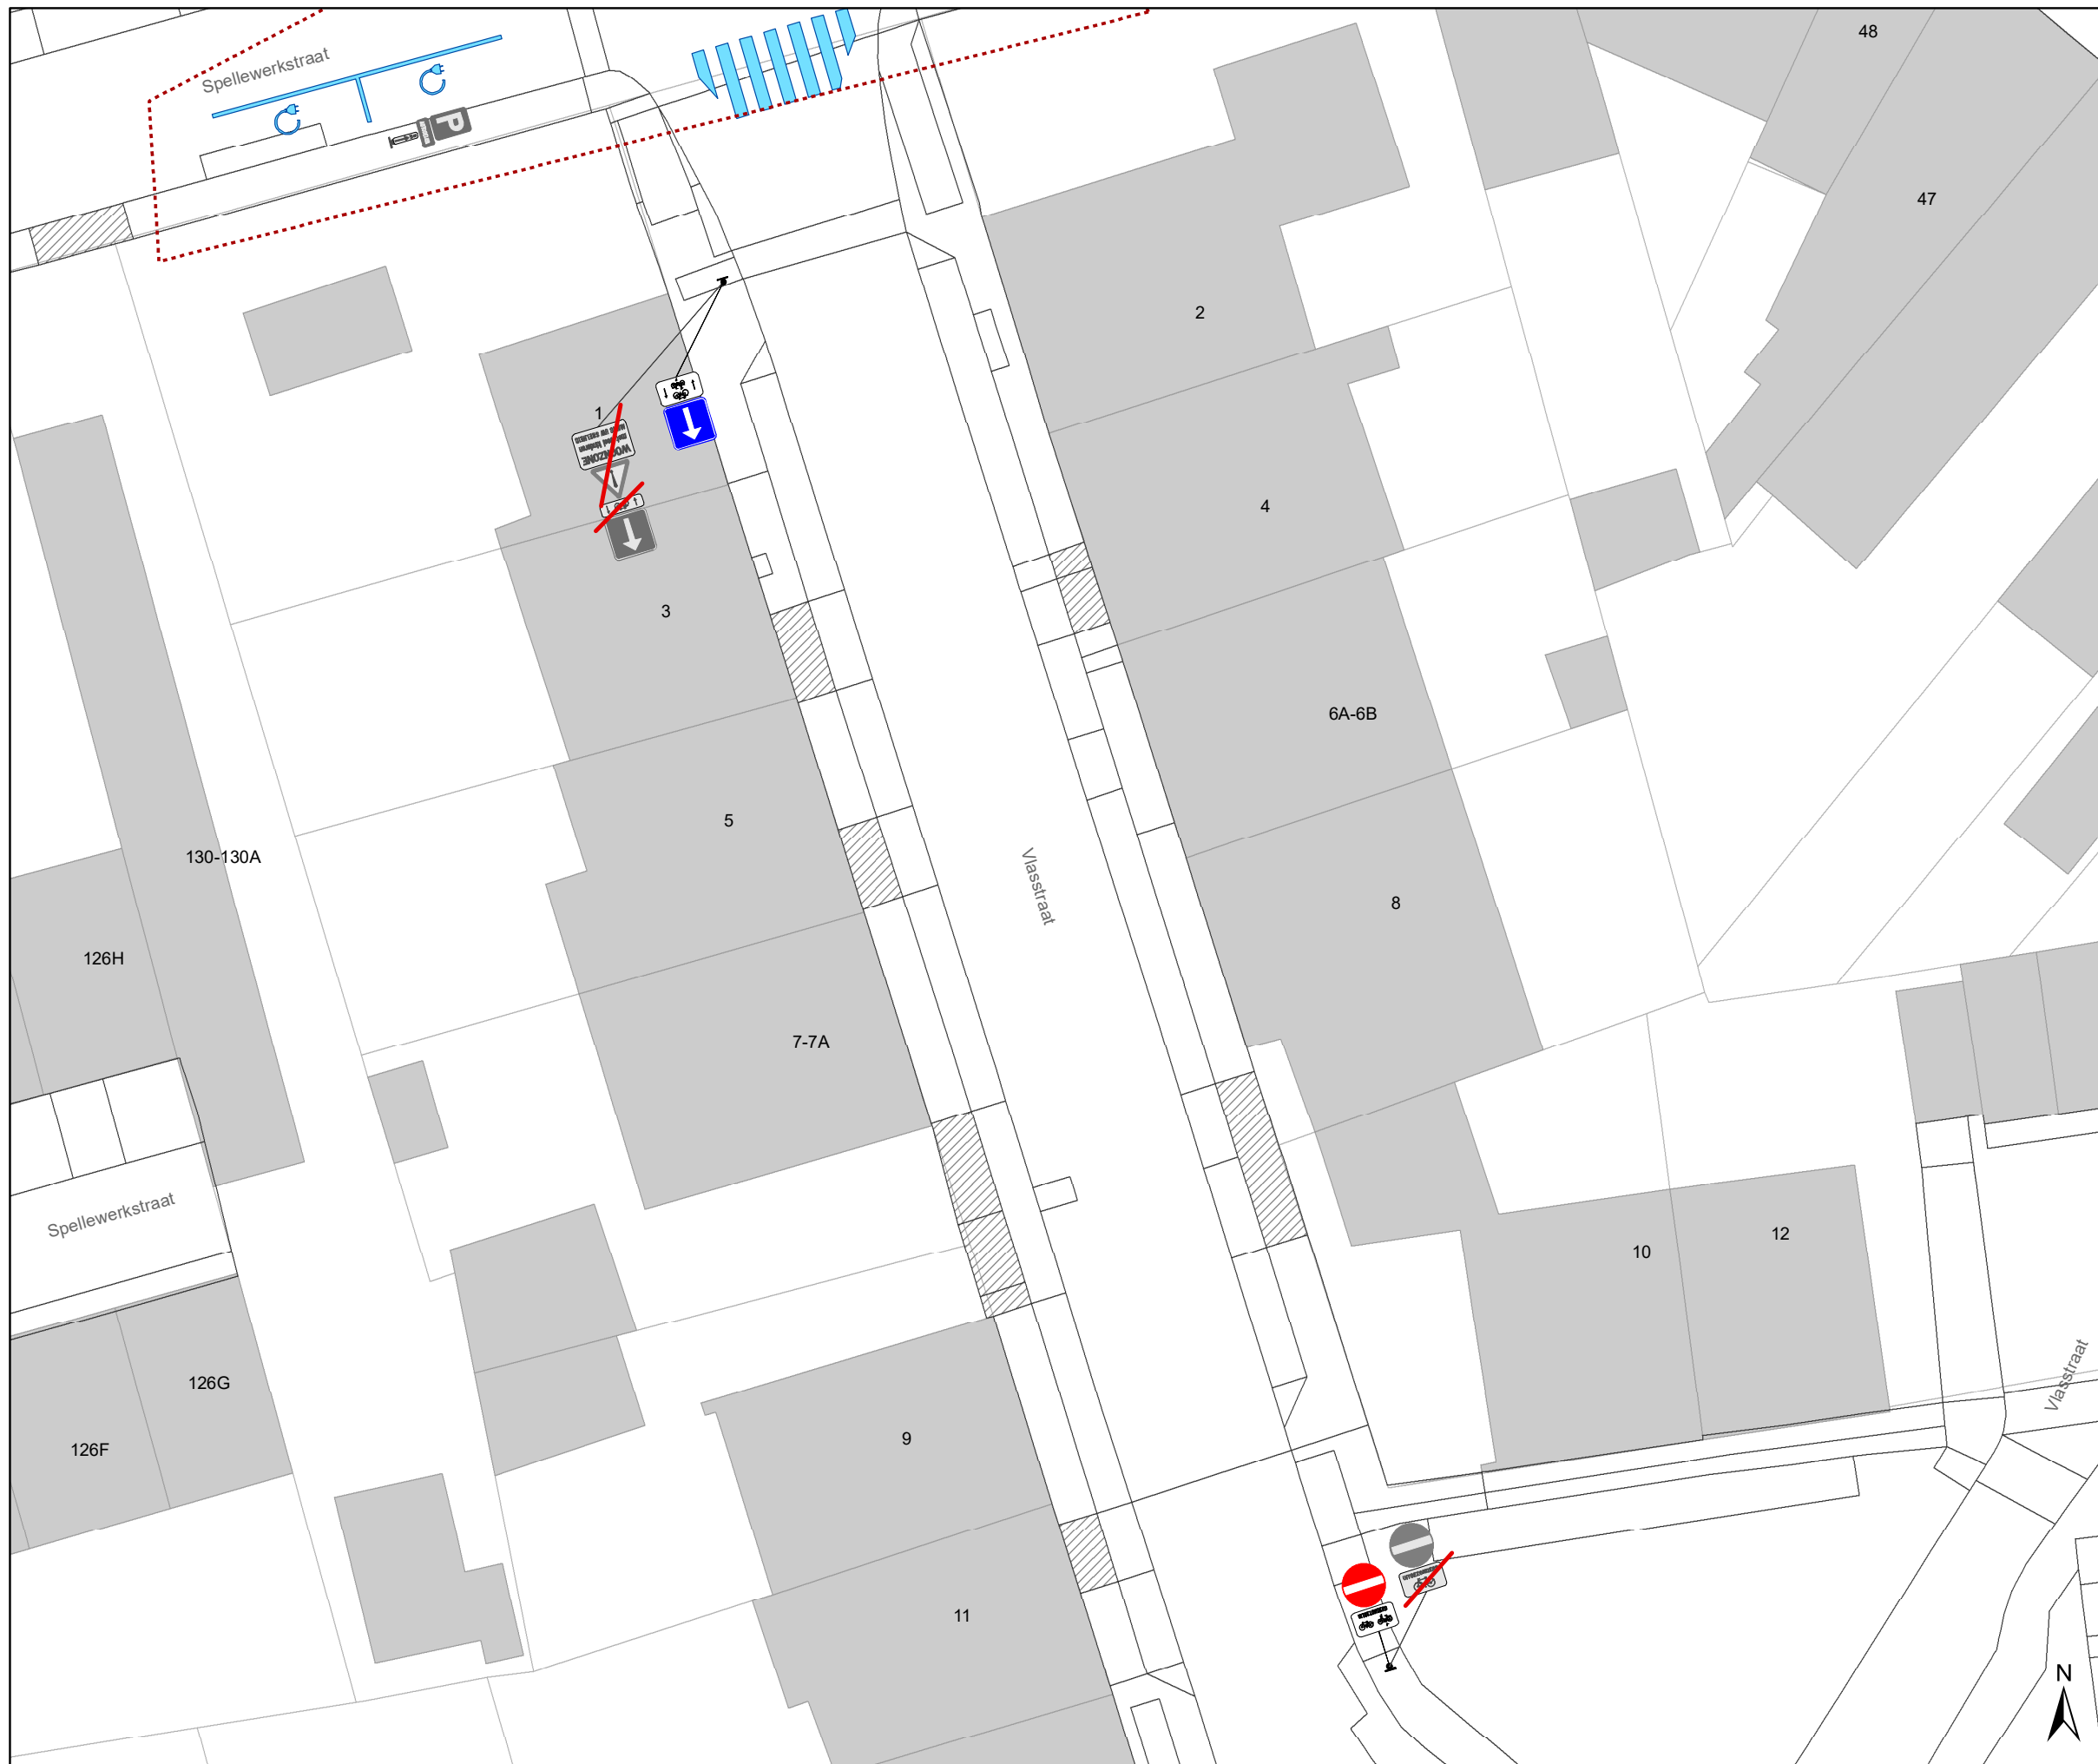 48
Spellewerkstraat
P
47
2
1
WOONZONE
4
3
6A-6B
5
130-130A
Vlasstraat
8
126H
7-7A
Spellewerkstraat
12
10
126G
Vlasstraat
9
126F
11
N